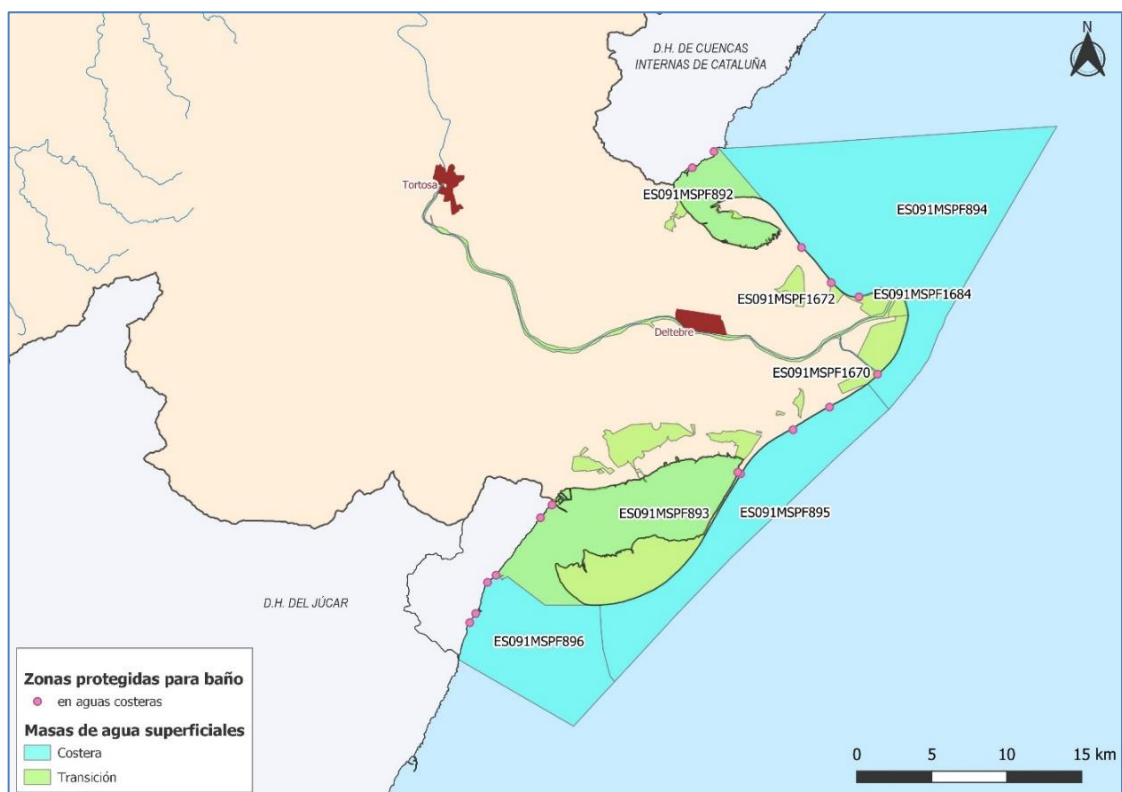 D.H. DE CUENCAS
INTERNAS DE CATALUÑA
N
Tortosa
ES091MSPF892
ES091MSPF894
ES091MSPF1672
ES091MSPF1684
Deltebre
ES091MSPF1670
ES091MSPF893
ES091MSPF895
D.H. DEL JÚCAR
ES091MSPF896
Zonas protegidas para baño
en aguas costeras
Masas de agua superficiales
Costera
Transición
0 5 10 15 km